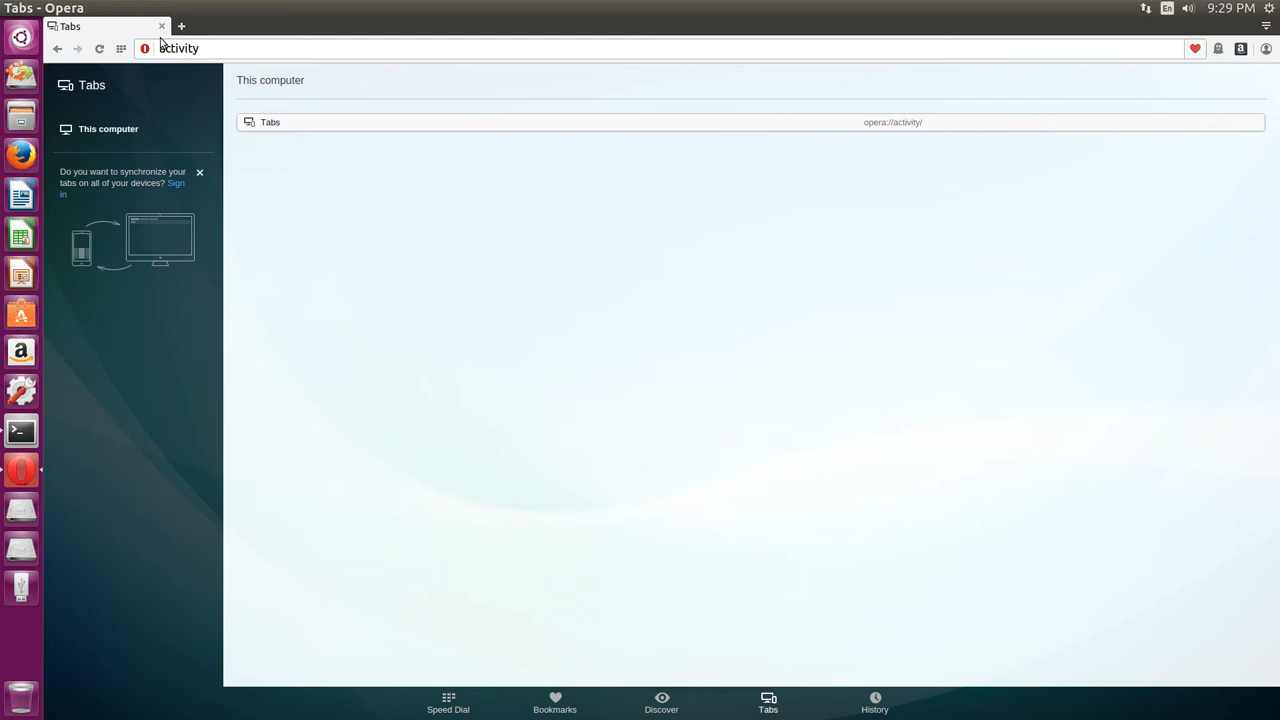 Tabs - Opera
En
9:29 PM
Tabs
activity
Tabs
This computer
Do you want to synchronize your
tabs on all of your devices? Sign
in
This computer
Tabs
opera://activity/
Speed Dial
Bookmarks
Discover
Tabs
History